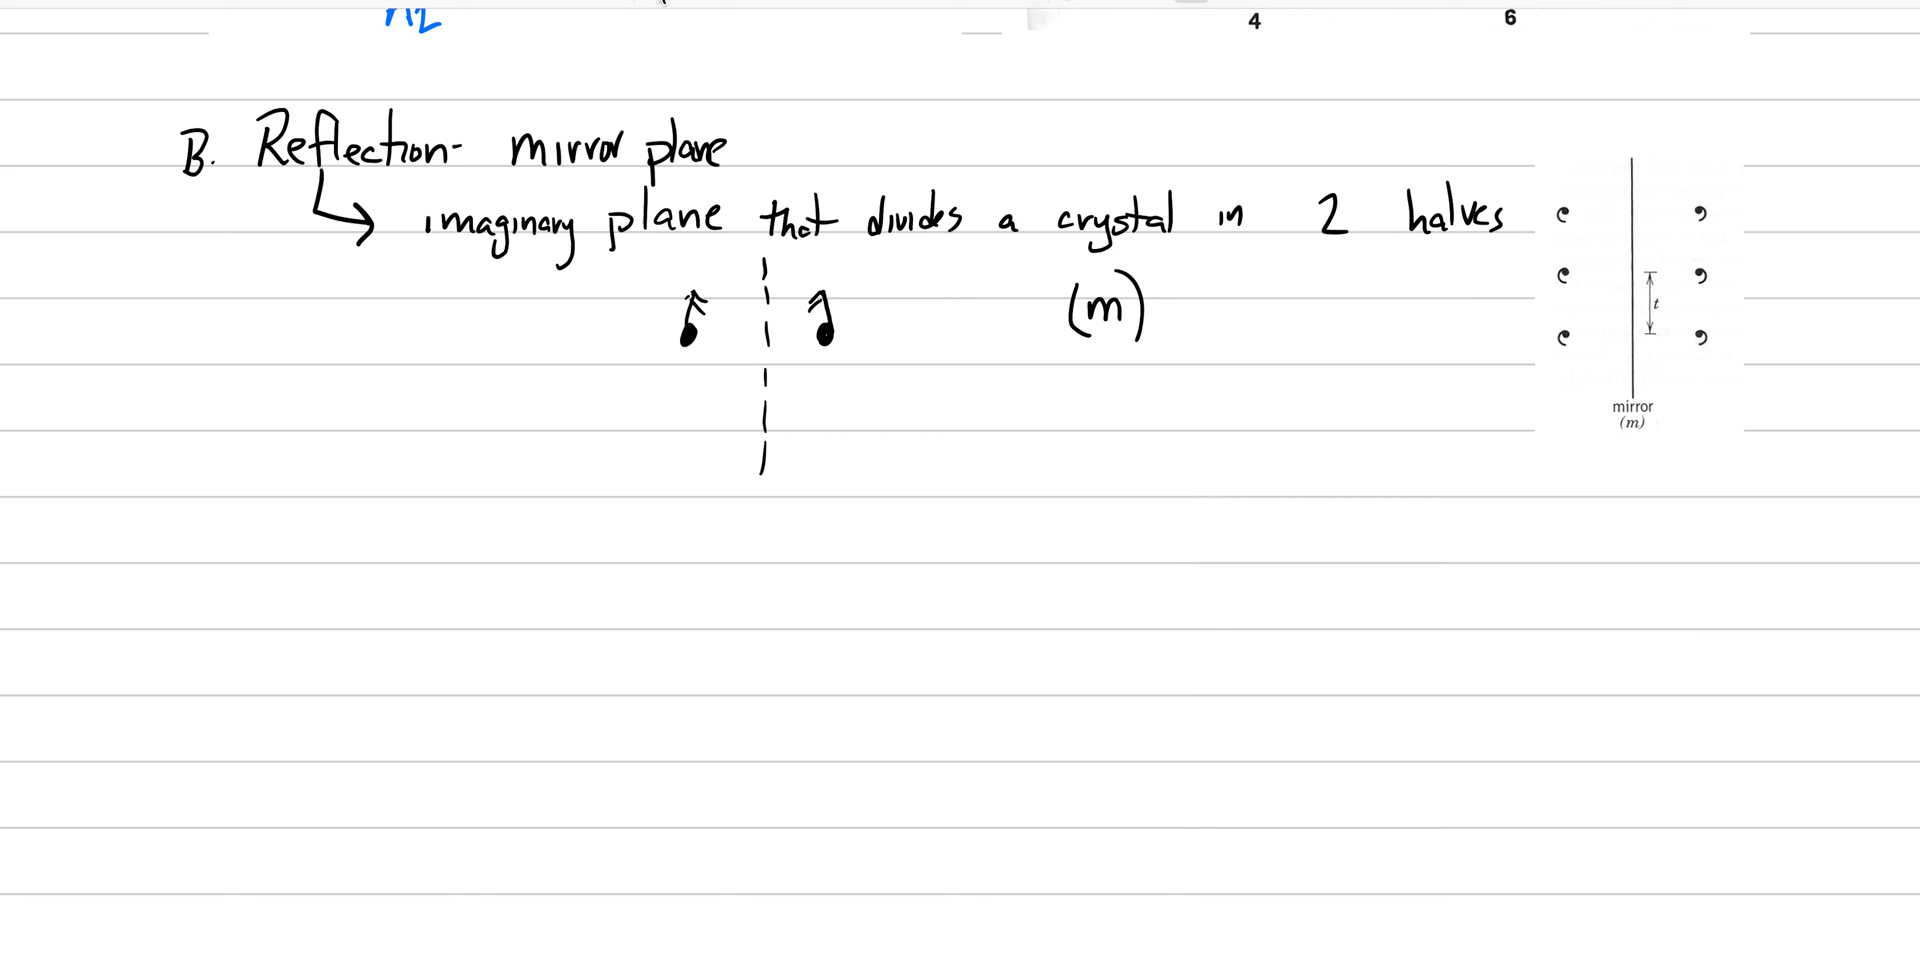 4 6
B. Reflection- mirror plane
imaginary plane that divides a crystal in 2 halves
(m)
t
mirror
(m)